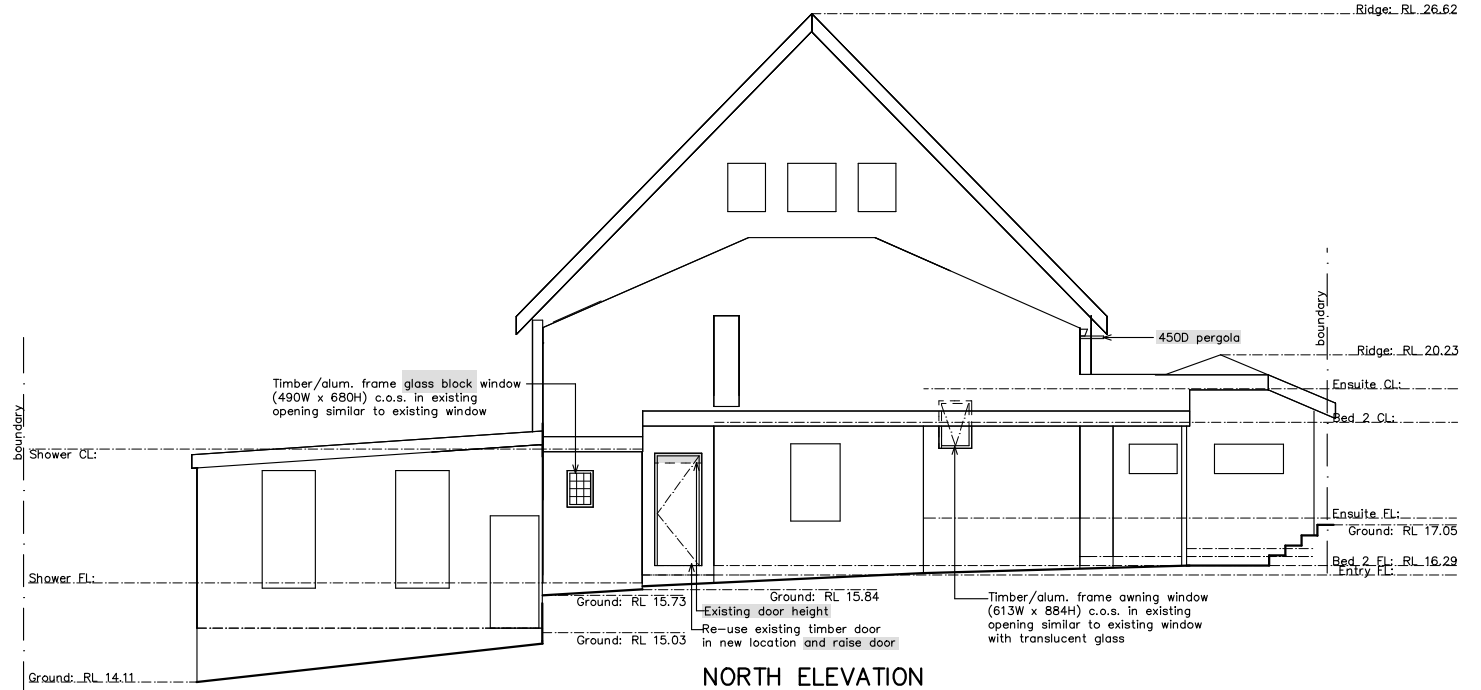 Ridge: RL 26.62
boundary
450D pergola
Ridge: RL 20.23
Timber/alum. frame glass block window
(490W x 680H) c.o.s. in existing
opening similar to existing window
Ensuite CL:
boundary
Bed 2 CL:
Shower CL:
Ensuite FL:
Ground: RL 17.05
Bed 2 FL: RL 16.29
Entry FL:
Shower FL:
Ground: RL 15.73
Ground: RL 15.84
Existing door height
Timber/alum. frame awning window
(613W x 884H) c.o.s. in existing
opening similar to existing window
with translucent glass
Re-use existing timber door
in new location and raise door
Ground: RL 15.03
Ground: RL 14.11
NORTH ELEVATION